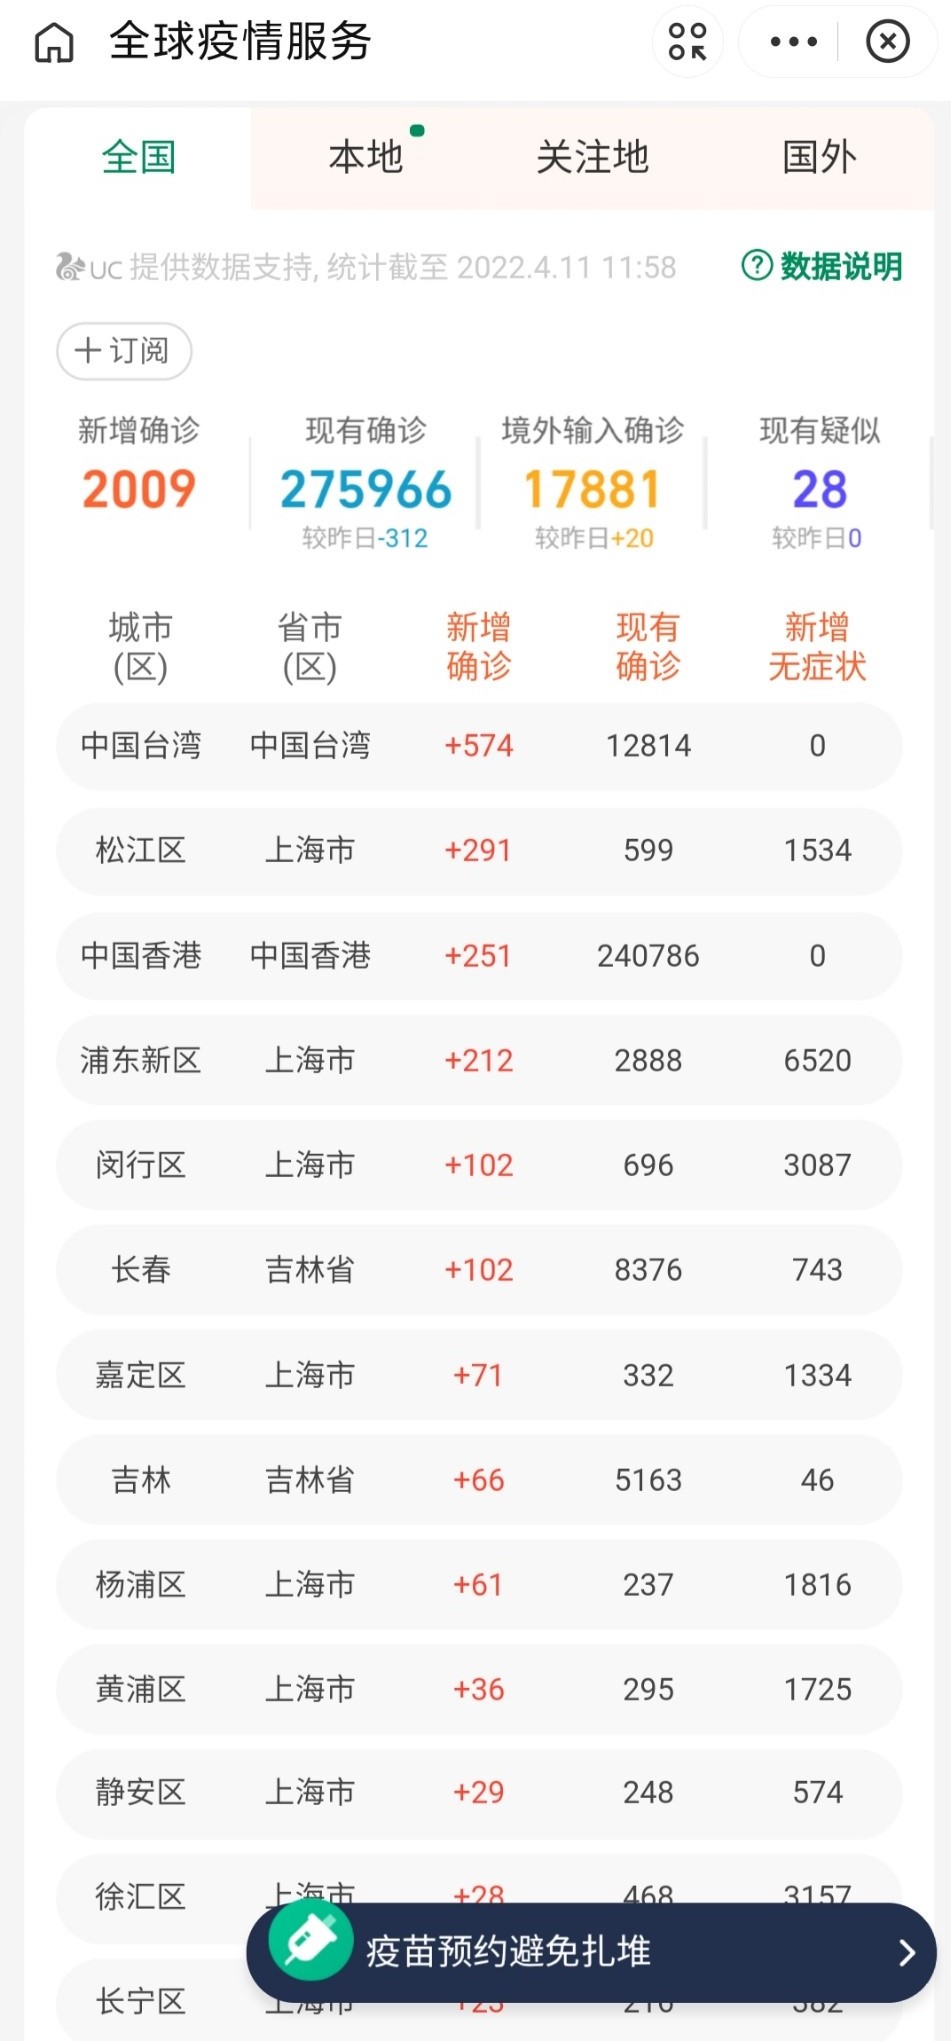 全球疫情服务
全国 本地 关注地 国外
UC 提供数据支持, 统计截至 2022.4.11 11:58 ? 数据说明
+订阅
新增确诊 现有确诊 境外输入确诊 现有疑似
2009 275966 17881 28
较昨日-312 较昨日+20 较昨日0
城市 省市 新增 现有 新增
(区) (区) 确诊 确诊 无症状
中国台湾 中国台湾 +574 12814 0
松江区 上海市 +291 599 1534
中国香港 中国香港 +251 240786 0
浦东新区 上海市 +212 2888 6520
闵行区 上海市 +102 696 3087
长春 吉林省 +102 8376 743
嘉定区 上海市 +71 332 1334
吉林 吉林省 +66 5163 46
杨浦区 上海市 +61 237 1816
黄浦区 上海市 +36 295 1725
静安区 上海市 +29 248 574
徐汇区 上海市 +28 468 3157
疫苗预约避免扎堆
长宁区 上海市